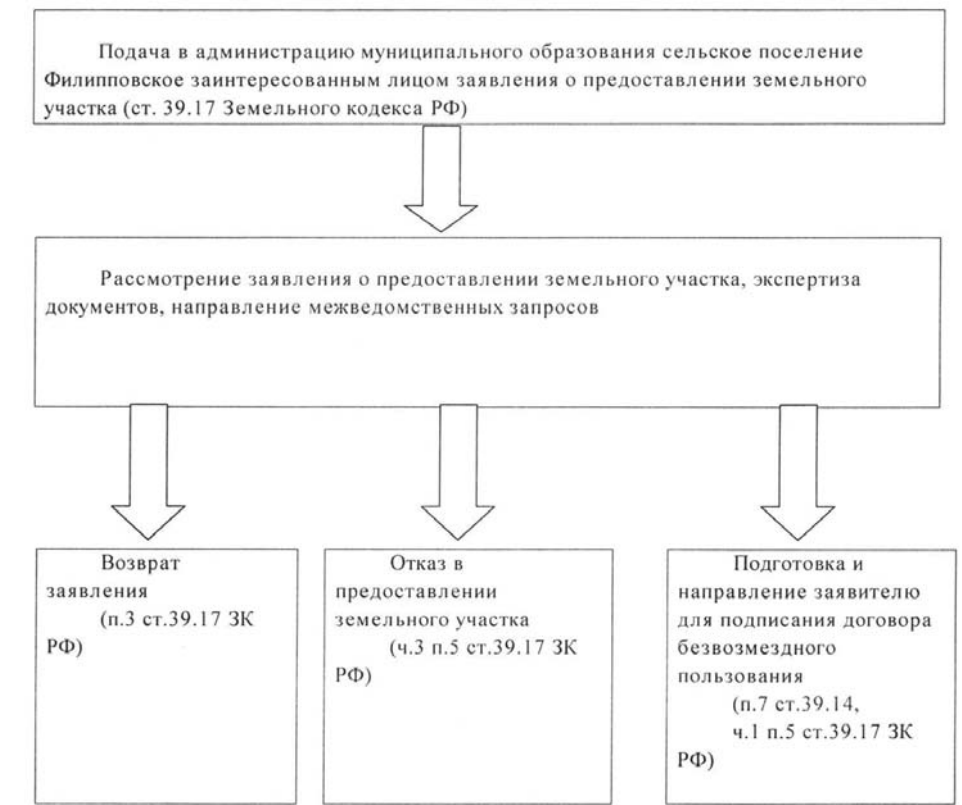 Подача в администрацию муниципального образования сельское поселение
Филипповское заинтересованным лицом заявления о предоставлении земельного
участка (ст. 39.17 Земельного кодекса РФ)
Рассмотрение заявления о предоставлении земельного участка, экспертиза
документов, направление межведомственных запросов
Возврат
заявления
(п.3 ст.39.17 ЗК
РФ)
Отказ в
предоставлении
земельного участка
(ч.3 п.5 ст.39.17 ЗК
РФ)
Подготовка и
направление заявителю
для подписания договора
безвозмездного
пользования
(п.7 ст.39.14,
ч.1 п.5 ст.39.17 ЗК
РФ)